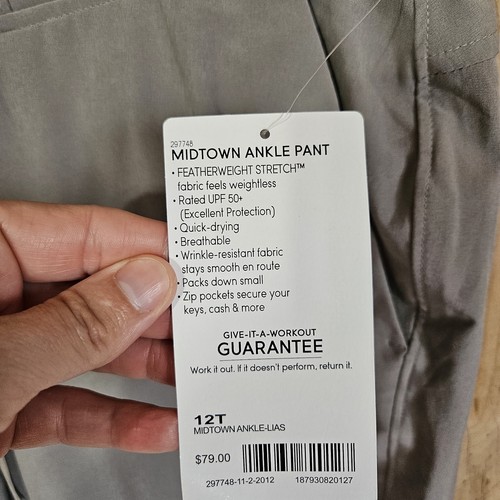 297748
MIDTOWN ANKLE PANT
• FEATHERWEIGHT STRETCH™
fabric feels weightless
• Rated UPF 50+
(Excellent Protection)
• Quick-drying
• Breathable
• Wrinkle-resistant fabric
stays smooth en route
• Packs down small
• Zip pockets secure your
keys, cash & more
GIVE-IT-A-WORKOUT
GUARANTEE
Work it out. If it doesn't perform, return it.
12T
MIDTOWN ANKLE-LIAS
$79.00
297748-11-2-2012 187930820127